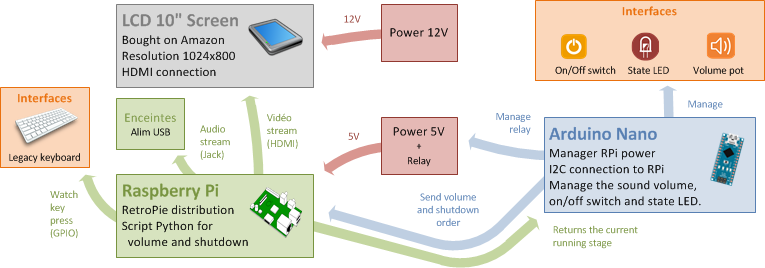 LCD 10" Screen
Bought on Amazon
Resolution 1024x800
HDMI connection
12V
Power 12V
Interfaces
On/Off switch
State LED
Volume pot
Interfaces
Legacy keyboard
Enceintes
Alim USB
Audio
stream
(Jack)
Vidéo
stream
(HDMI)
5V
Power 5V
+
Relay
Manage
relay
Manage
Arduino Nano
Manager RPi power
I2C connection to RPi
Manage the sound volume,
on/off switch and state LED.
Watch
key
press
(GPIO)
Raspberry Pi
RetroPie distribution
Script Python for
volume and shutdown
Send volume
and shutdown
order
Returns the current
running stage